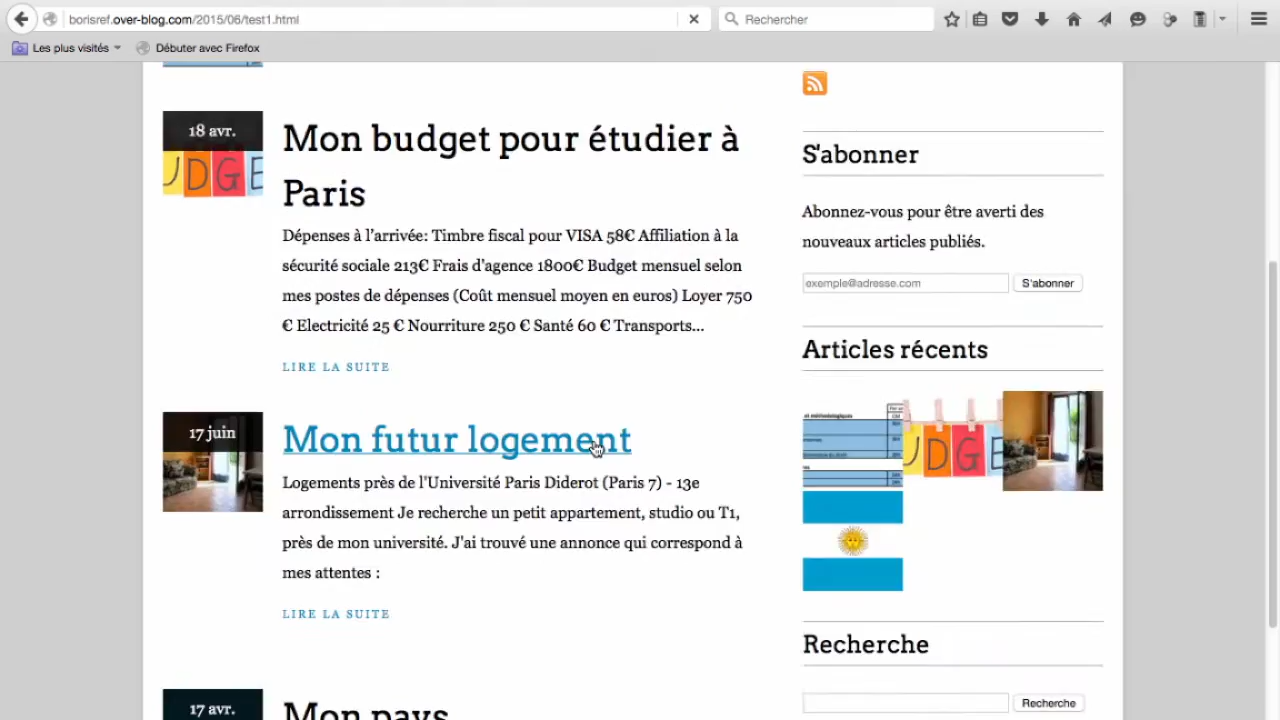 borisref.over-blog.com/2015/06/test1.html
Rechercher
Les plus visités
Débuter avec Firefox
18 avr.
UDGE
Mon budget pour étudier à
Paris
Dépenses à l'arrivée: Timbre fiscal pour VISA 58€ Affiliation à la
sécurité sociale 213€ Frais d'agence 1800€ Budget mensuel selon
mes postes de dépenses (Coût mensuel moyen en euros) Loyer 750
€ Electricité 25 € Nourriture 250 € Santé 60 € Transports...
LIRE LA SUITE
17 juin
Mon futur logement
Logements près de l'Université Paris Diderot (Paris 7) - 13e
arrondissement Je recherche un petit appartement, studio ou T1,
près de mon université. J'ai trouvé une annonce qui correspond à
mes attentes :
LIRE LA SUITE
17 avr.
Mon pays
S'abonner
Abonnez-vous pour être averti des
nouveaux articles publiés.
exemple@adresse.com
S'abonner
Articles récents
UDGE
Recherche
Recherche